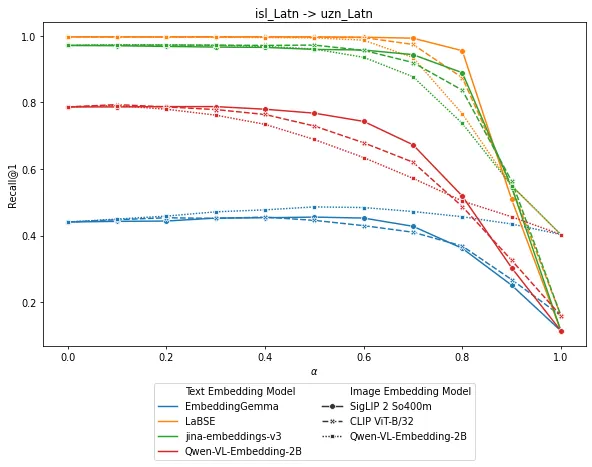 isl_Latn -> uzn_Latn
1.0
0.8
0.6
0.4
0.2
Recall@1
0.0 0.2 0.4 0.6 0.8 1.0
α
Text Embedding Model Image Embedding Model
EmbeddingGemma SigLIP 2 So400m
LaBSE CLIP ViT-B/32
jina-embeddings-v3 Qwen-VL-Embedding-2B
Qwen-VL-Embedding-2B